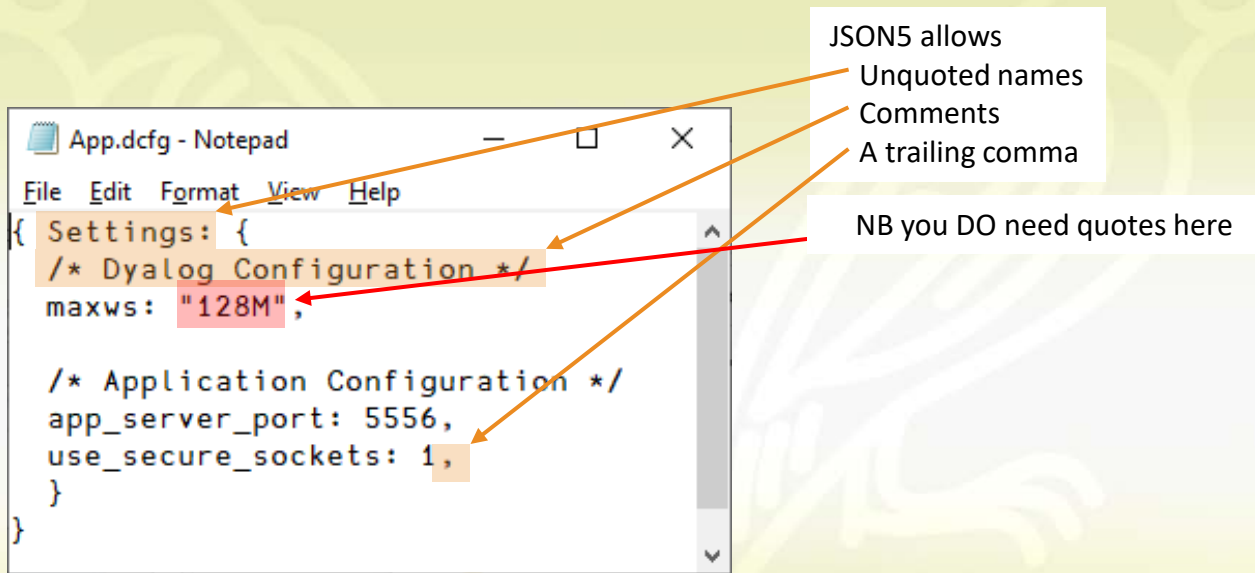 JSON5 allows
Unquoted names
Comments
A trailing comma
NB you DO need quotes here
App.dcfg - Notepad
File Edit Format View Help
{ Settings: {
/* Dyalog Configuration */
maxws: "128M",
/* Application Configuration */
app_server_port: 5556,
use_secure_sockets: 1,
}
}